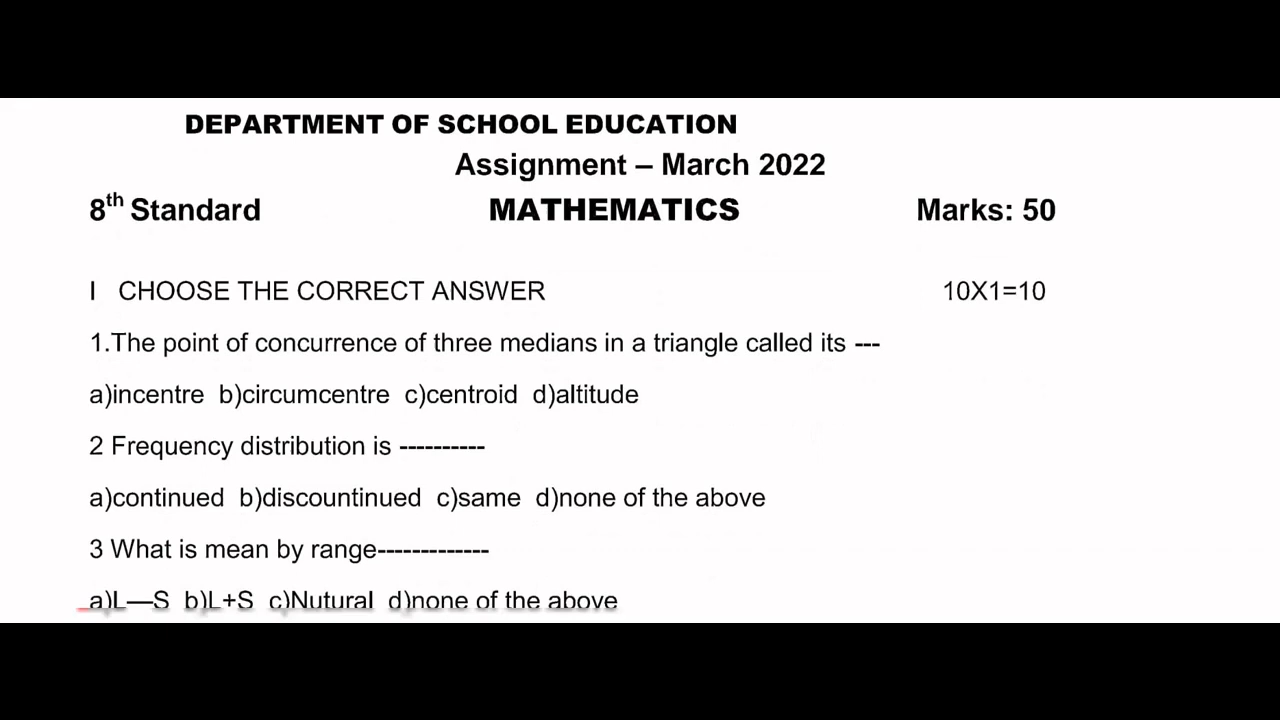 DEPARTMENT OF SCHOOL EDUCATION
Assignment – March 2022
8th Standard MATHEMATICS Marks: 50
I CHOOSE THE CORRECT ANSWER 10X1=10
1.The point of concurrence of three medians in a triangle called its ---
a)incentre b)circumcentre c)centroid d)altitude
2 Frequency distribution is ----------
a)continued b)discountinued c)same d)none of the above
3 What is mean by range-------------
a)L—S b)L+S c)Nutural d)none of the above